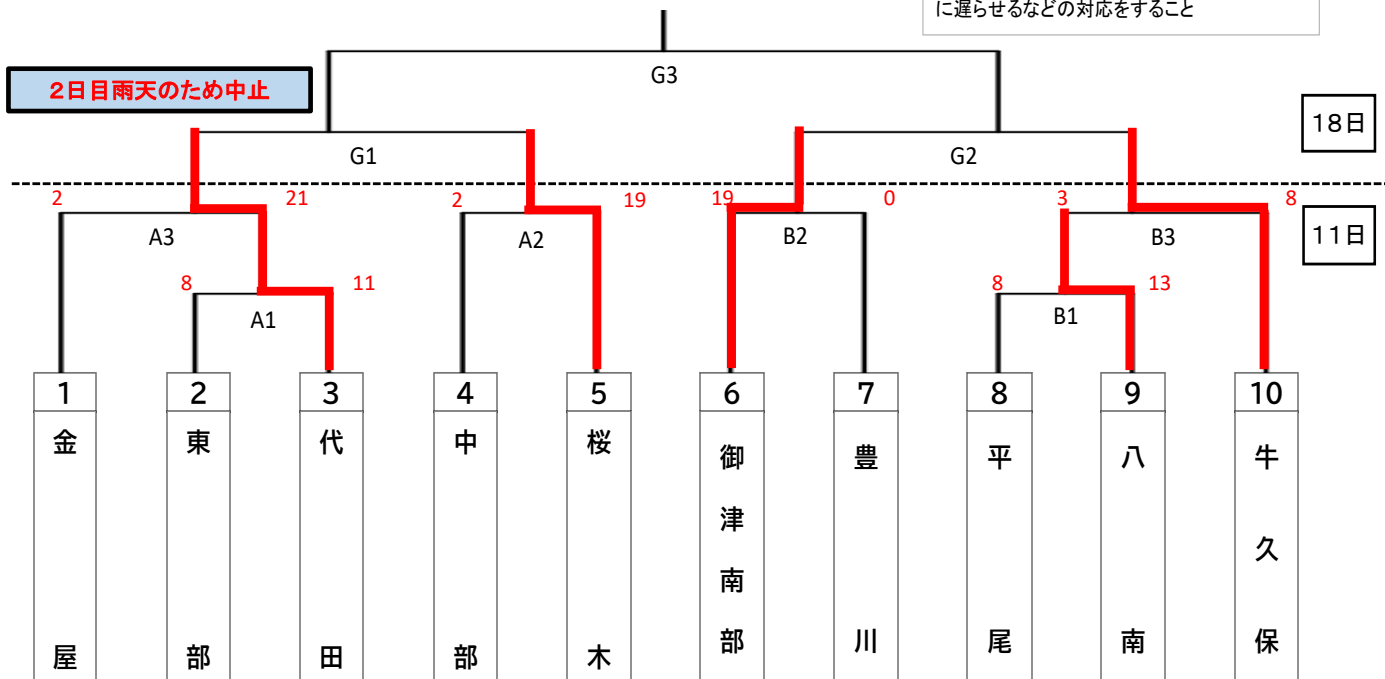 に遅らせるなどの対応をすること
G3
2日目雨天のため中止
18日
G1
G2
2
21
2
19
19
0
3
8
A3
A2
B2
B3
11日
8
11
8
13
A1
B1
1
2
3
4
5
6
7
8
9
10
金屋
東部
代田
中部
桜木
御津南部
豊川
平尾
八南
牛久保